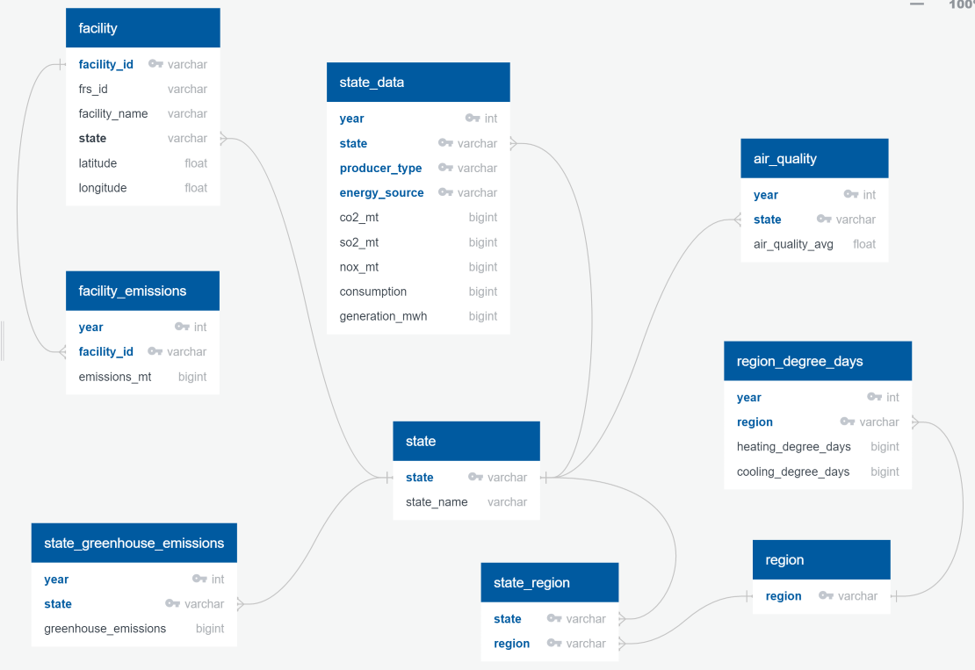 100%
facility
facility_id varchar
frs_id varchar
facility_name varchar
state varchar
latitude float
longitude float
state_data
year int
state varchar
producer_type varchar
energy_source varchar
co2_mt bigint
so2_mt bigint
nox_mt bigint
consumption bigint
generation_mwh bigint
air_quality
year int
state varchar
air_quality_avg float
facility_emissions
year int
facility_id varchar
emissions_mt bigint
region_degree_days
year int
region varchar
heating_degree_days bigint
cooling_degree_days bigint
state
state varchar
state_name varchar
state_greenhouse_emissions
year int
state varchar
greenhouse_emissions bigint
state_region
state varchar
region varchar
region
region varchar